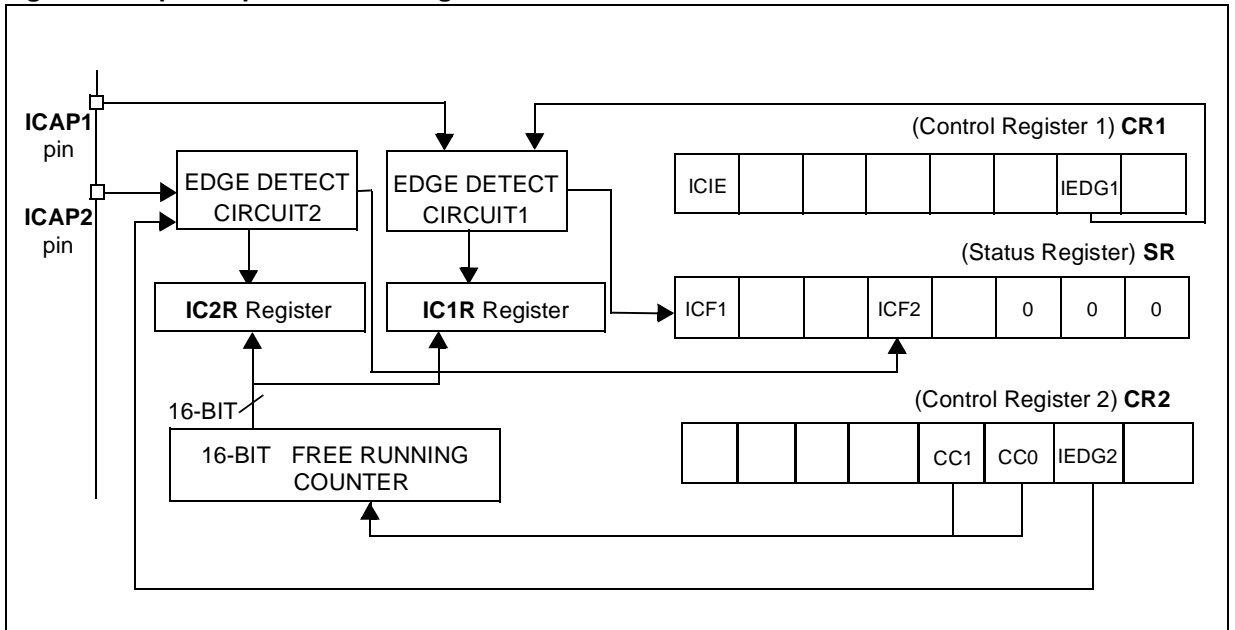 ICAP1
pin
ICAP2
pin
EDGE DETECT
CIRCUIT2
EDGE DETECT
CIRCUIT1
IC2R Register
IC1R Register
16-BIT
16-BIT FREE RUNNING
COUNTER
(Control Register 1) CR1
ICIE IEDG1
(Status Register) SR
ICF1 ICF2 0 0 0
(Control Register 2) CR2
CC1 CC0 IEDG2